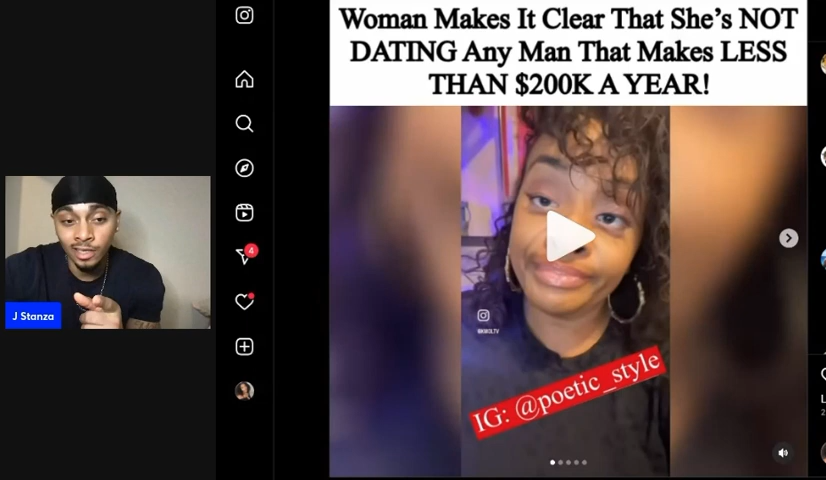 Woman Makes It Clear That She's NOT
DATING Any Man That Makes LESS
THAN $200K A YEAR!
4
J Stanza
IG: @poetic_style